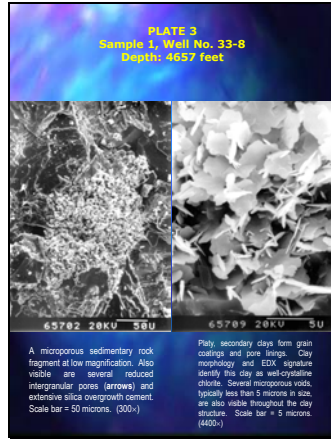 PLATE 3
Sample 1, Well No. 33-8
Depth: 4657 feet
65702 20KV 50U
65709 20KV 5U
A microporous sedimentary rock
fragment at low magnification. Also
visible are several reduced
intergranular pores (arrows) and
extensive silica overgrowth cement.
Scale bar = 50 microns. (300×)
Platy, secondary clays form grain
coatings and pore linings. Clay
morphology and EDX signature
identify this clay as well-crystalline
chlorite. Several microporous voids,
typically less than 5 microns in size,
are also visible throughout the clay
structure. Scale bar = 5 microns.
(4400×)